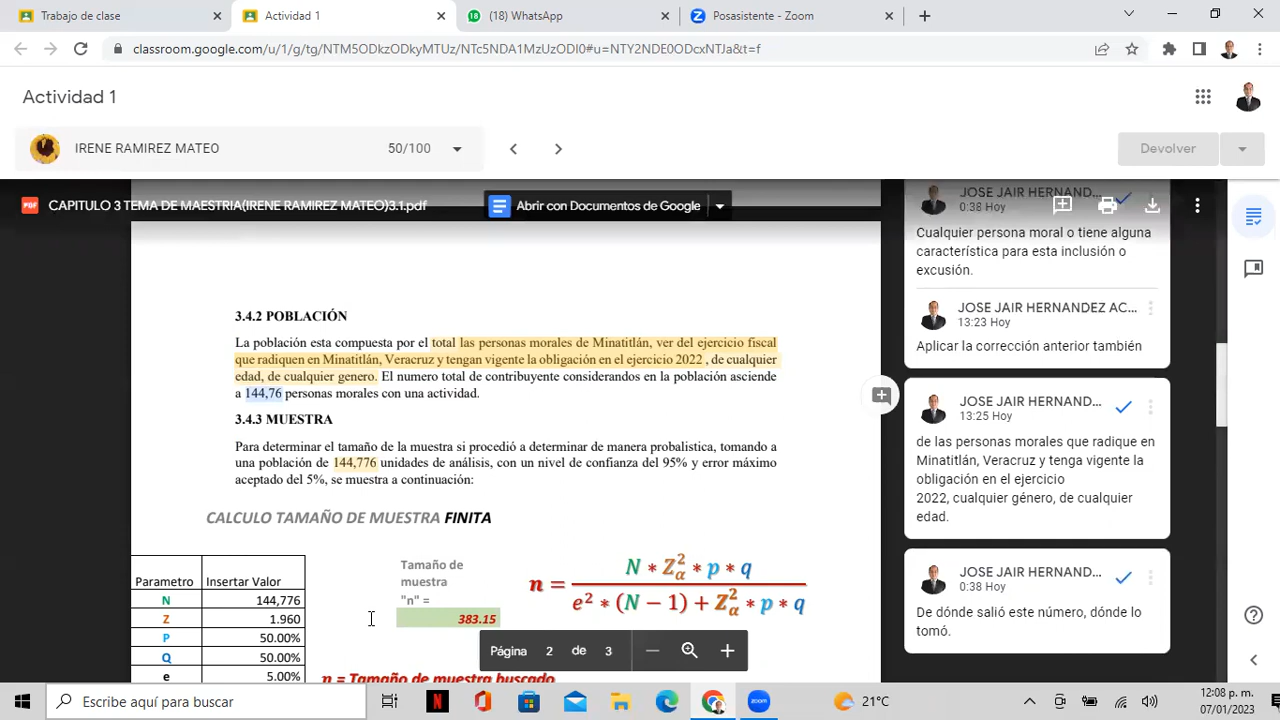 Trabajo de clase
Actividad 1
(18) WhatsApp
Posasistente - Zoom
classroom.google.com/u/1/g/tg/NTM5ODkzODkyMTUz/NTc5NDA1MzUzODI0#u=NTY2NDE0ODcxNTJa&t=f
Actividad 1
IRENE RAMIREZ MATEO
50/100
Devolver
PDF
CAPITULO 3 TEMA DE MAESTRIA(IRENE RAMIREZ MATEO)3.1.pdf
Abrir con Documentos de Google
3.4.2 POBLACIÓN
La población esta compuesta por el total las personas morales de Minatitlán, ver del ejercicio fiscal
que radiquen en Minatitlán, Veracruz y tengan vigente la obligación en el ejercicio 2022 , de cualquier
edad, de cualquier genero. El numero total de contribuyente considerandos en la población asciende
a 144,76 personas morales con una actividad.
3.4.3 MUESTRA
Para determinar el tamaño de la muestra si procedió a determinar de manera probalistica, tomando a
una población de 144,776 unidades de análisis, con un nivel de confianza del 95% y error máximo
aceptado del 5%, se muestra a continuación:
CALCULO TAMAÑO DE MUESTRA FINITA
Parametro Insertar Valor
N 144,776
Z 1.960
P 50.00%
Q 50.00%
e 5.00%
Tamaño de
muestra
"n" =
383.15
n = N * Zα² * p * q / e² * (N − 1) + Zα² * p * q
n = Tamaño de muestra buscado
Página 2 de 3
JOSE JAIR HERNAND...
0:38 Hoy
Cualquier persona moral o tiene alguna
característica para esta inclusión o
excusión.
JOSE JAIR HERNANDEZ AC...
13:23 Hoy
Aplicar la corrección anterior también
JOSE JAIR HERNAND...
13:25 Hoy
de las personas morales que radique en
Minatitlán, Veracruz y tenga vigente la
obligación en el ejercicio
2022, cualquier género, de cualquier
edad.
JOSE JAIR HERNAND...
0:38 Hoy
De dónde salió este número, dónde lo
tomó.
Escribe aquí para buscar
21°C
12:08 p. m.
07/01/2023